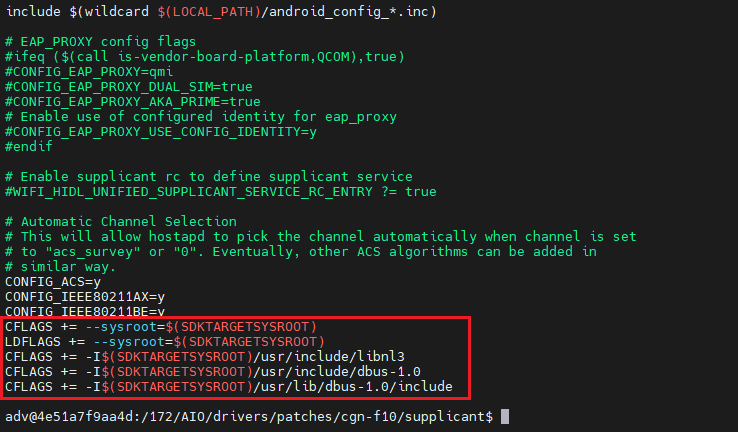 include $(wildcard $(LOCAL_PATH)/android_config_*.inc)
# EAP_PROXY config flags
#ifeq ($(call is-vendor-board-platform,QCOM),true)
#CONFIG_EAP_PROXY=qmi
#CONFIG_EAP_PROXY_DUAL_SIM=true
#CONFIG_EAP_PROXY_AKA_PRIME=true
# Enable use of configured identity for eap_proxy
#CONFIG_EAP_PROXY_USE_CONFIG_IDENTITY=y
#endif
# Enable supplicant rc to define supplicant service
#WIFI_HIDL_UNIFIED_SUPPLICANT_SERVICE_RC_ENTRY ?= true
# Automatic Channel Selection
# This will allow hostapd to pick the channel automatically when channel is set
# to "acs_survey" or "0". Eventually, other ACS algorithms can be added in
# similar way.
CONFIG_ACS=y
CONFIG_IEEE80211AX=y
CONFIG_IEEE80211BE=y
CFLAGS += --sysroot=$(SDKTARGETSYSROOT)
LDFLAGS += --sysroot=$(SDKTARGETSYSROOT)
CFLAGS += -I$(SDKTARGETSYSROOT)/usr/include/libnl3
CFLAGS += -I$(SDKTARGETSYSROOT)/usr/include/dbus-1.0
CFLAGS += -I$(SDKTARGETSYSROOT)/usr/lib/dbus-1.0/include
adv@4e51a7f9aa4d:/172/AIO/drivers/patches/cgn-f10/supplicant$